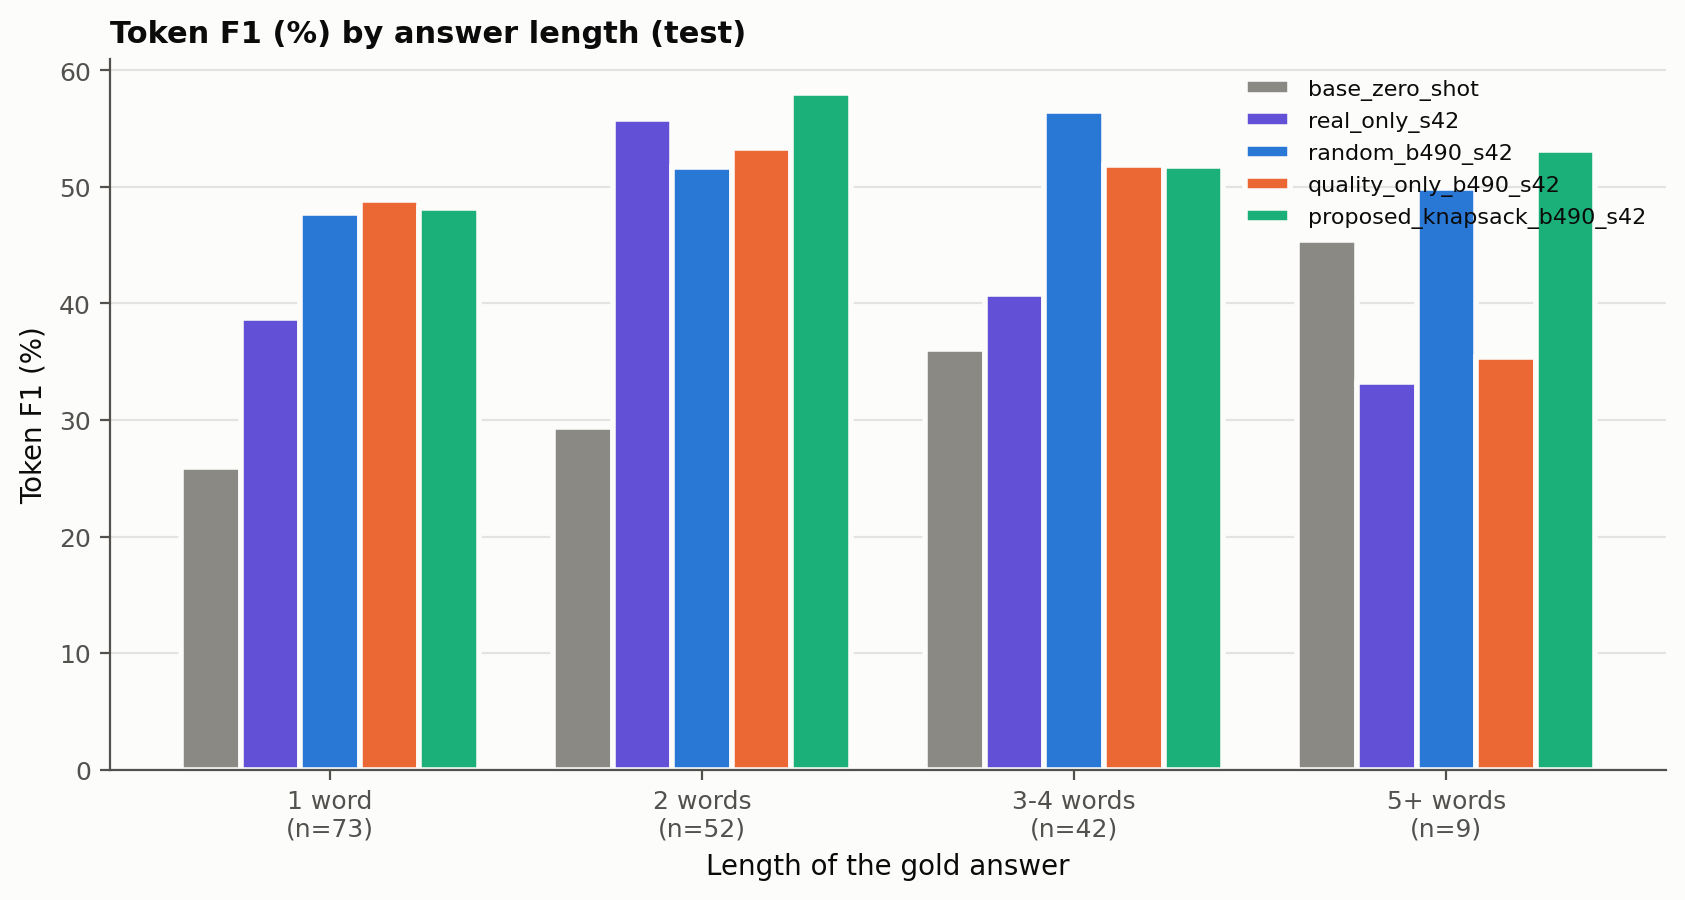 Token F1 (%) by answer length (test)
60
50
40
30
20
10
0
Token F1 (%)
base_zero_shot
real_only_s42
random_b490_s42
quality_only_b490_s42
proposed_knapsack_b490_s42
1 word
(n=73)
2 words
(n=52)
3-4 words
(n=42)
5+ words
(n=9)
Length of the gold answer